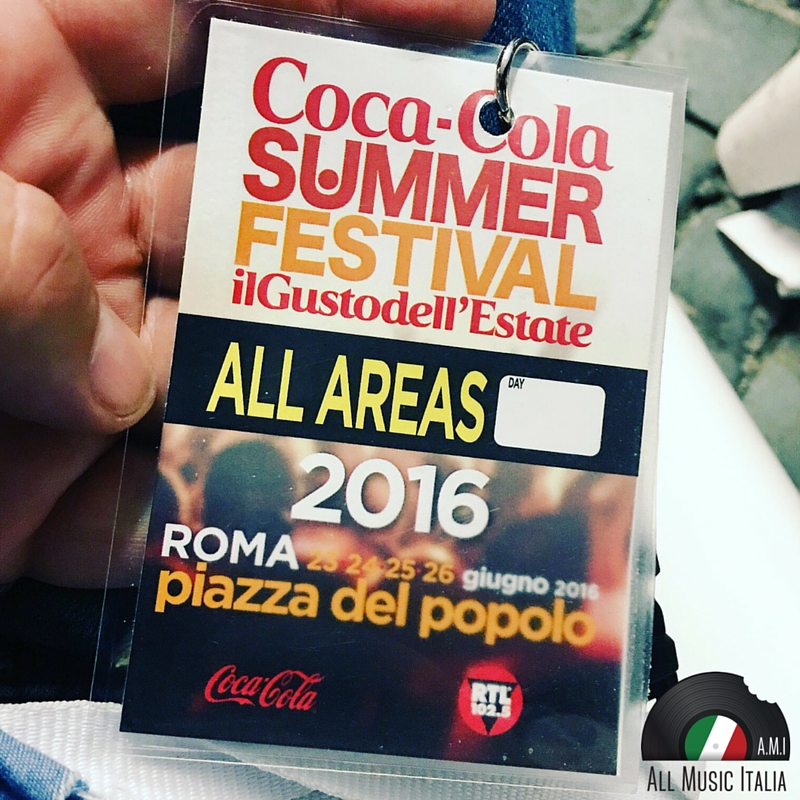 Coca-Cola
SUMMER
FESTIVAL
ilGustodell'Estate
ALL AREAS
DAY
2016
ROMA 23 24 25 26 giugno 2016
piazza del popolo
Coca-Cola
RTL
102.5
A.M.I
ALL MUSIC ITALIA